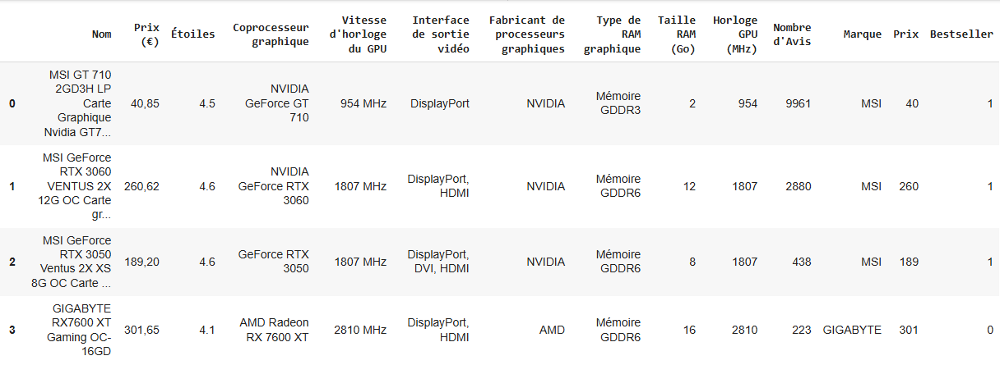 Nom Prix (€) Étoiles Coprocesseur graphique Vitesse d'horloge du GPU Interface de sortie vidéo Fabricant de processeurs graphiques Type de RAM graphique Taille RAM (Go) Horloge GPU (MHz) Nombre d'Avis Marque Prix Bestseller
0 MSI GT 710 2GD3H LP Carte Graphique Nvidia GT7... 40,85 4.5 NVIDIA GeForce GT 710 954 MHz DisplayPort NVIDIA Mémoire GDDR3 2 954 9961 MSI 40 1
1 MSI GeForce RTX 3060 VENTUS 2X 12G OC Carte gr... 260,62 4.6 NVIDIA GeForce RTX 3060 1807 MHz DisplayPort, HDMI NVIDIA Mémoire GDDR6 12 1807 2880 MSI 260 1
2 MSI GeForce RTX 3050 Ventus 2X XS 8G OC Carte ... 189,20 4.6 GeForce RTX 3050 1807 MHz DisplayPort, DVI, HDMI NVIDIA Mémoire GDDR6 8 1807 438 MSI 189 1
3 GIGABYTE RX7600 XT Gaming OC-16GD 301,65 4.1 AMD Radeon RX 7600 XT 2810 MHz DisplayPort, HDMI AMD Mémoire GDDR6 16 2810 223 GIGABYTE 301 0